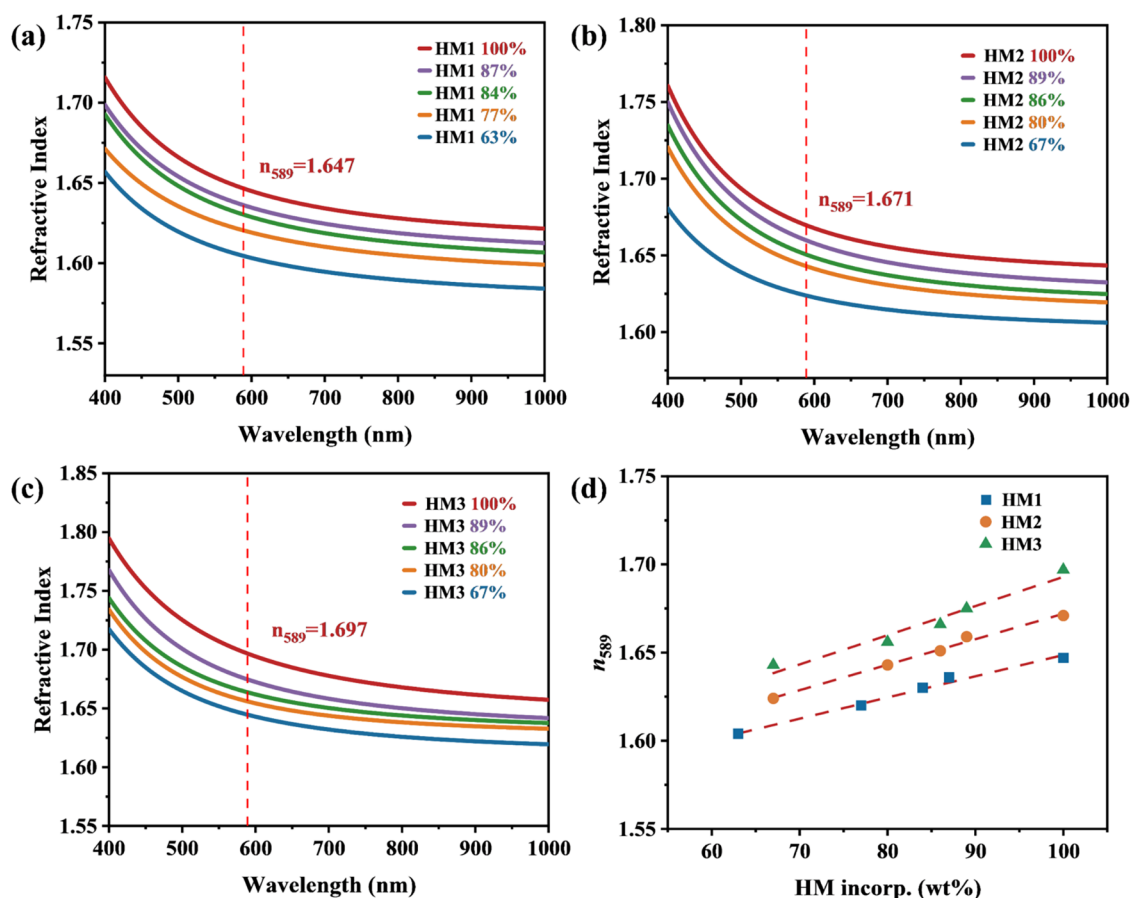 (a)
HM1 100%
HM1 87%
HM1 84%
HM1 77%
HM1 63%
n589=1.647
Refractive Index
1.70
1.65
1.60
1.55
400 500 600 700 800 900 1000
Wavelength (nm)
(b)
HM2 100%
HM2 89%
HM2 86%
HM2 80%
HM2 67%
n589=1.671
Refractive Index
1.80
1.75
1.70
1.65
1.60
400 500 600 700 800 900 1000
Wavelength (nm)
(c)
HM3 100%
HM3 89%
HM3 86%
HM3 80%
HM3 67%
n589=1.697
Refractive Index
1.85
1.80
1.75
1.70
1.65
1.60
1.55
400 500 600 700 800 900 1000
Wavelength (nm)
(d)
HM1
HM2
HM3
n589
1.75
1.70
1.65
1.60
1.55
60 70 80 90 100
HM incorp. (wt%)